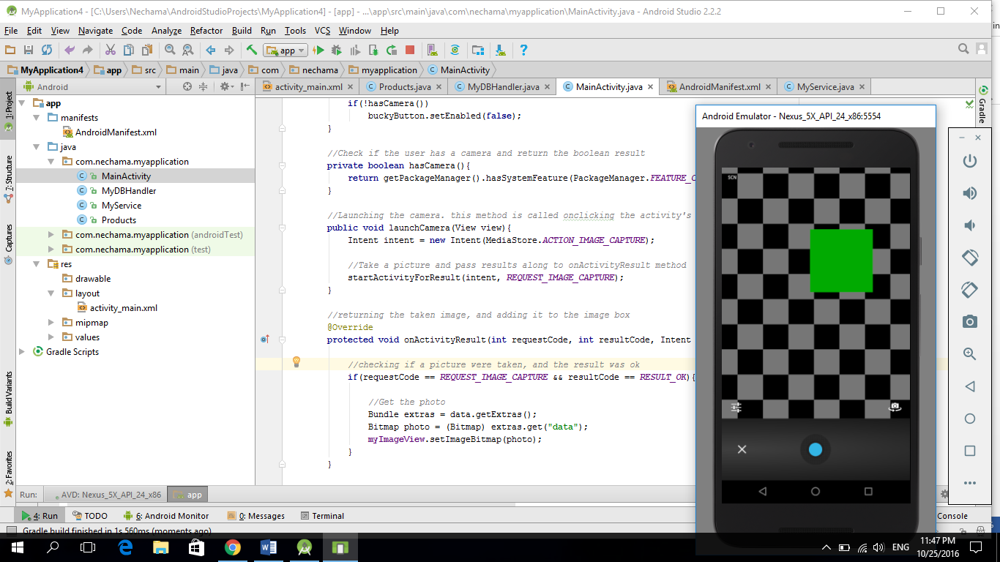 MyApplication4 - [C:\Users\Nechama\AndroidStudioProjects\MyApplication4] - [app] - ...\app\src\main\java\com\nechama\myapplication\MainActivity.java - Android Studio 2.2.2
File Edit View Navigate Code Analyze Refactor Build Run Tools VCS Window Help
app
MyApplication4 app src main java com nechama myapplication MainActivity
Android
activity_main.xml Products.java MyDBHandler.java MainActivity.java AndroidManifest.xml MyService.java
1: Project
7: Structure
Captures
Build Variants
2: Favorites
Gradle
app
manifests
AndroidManifest.xml
java
com.nechama.myapplication
MainActivity
MyDBHandler
MyService
Products
com.nechama.myapplication (androidTest)
com.nechama.myapplication (test)
res
drawable
layout
activity_main.xml
mipmap
values
Gradle Scripts
if(!hasCamera())
buckyButton.setEnabled(false);
}
//Check if the user has a camera and return the boolean result
private boolean hasCamera(){
return getPackageManager().hasSystemFeature(PackageManager.FEATURE_C
}
//Launching the camera. this method is called onclicking the activity's
public void launchCamera(View view){
Intent intent = new Intent(MediaStore.ACTION_IMAGE_CAPTURE);
//Take a picture and pass results along to onActivityResult method
startActivityForResult(intent, REQUEST_IMAGE_CAPTURE);
}
//returning the taken image, and adding it to the image box
@Override
protected void onActivityResult(int requestCode, int resultCode, Intent
//checking if a picture were taken, and the result was ok
if(requestCode == REQUEST_IMAGE_CAPTURE && resultCode == RESULT_OK){
//Get the photo
Bundle extras = data.getExtras();
Bitmap photo = (Bitmap) extras.get("data");
myImageView.setImageBitmap(photo);
}
}
Android Emulator - Nexus_5X_API_24_x86:5554
SCN
Run: AVD: Nexus_5X_API_24_x86 app
4: Run TODO 6: Android Monitor 0: Messages Terminal Console
Gradle build finished in 1s 560ms (moments ago)
ENG
11:47 PM
10/25/2016